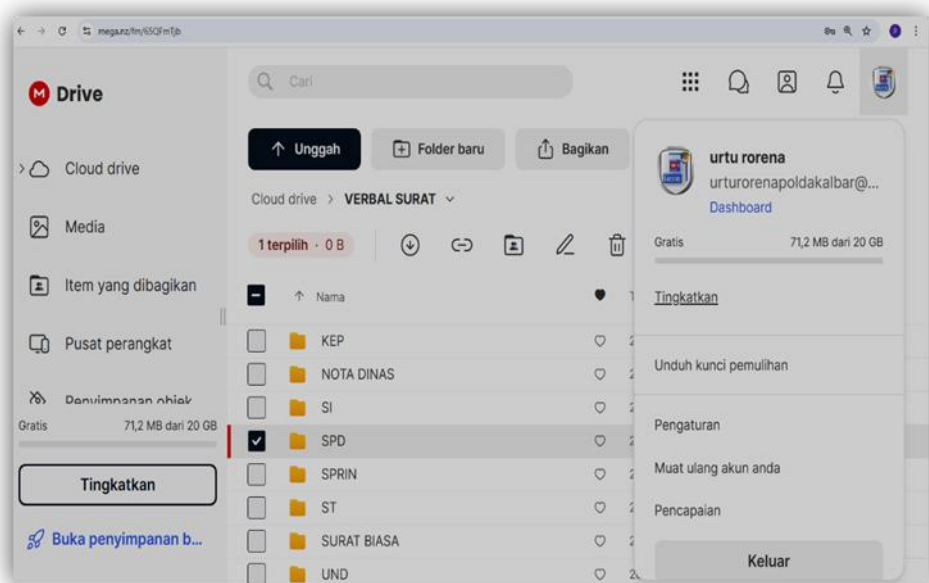 mega.nz/fm/65QFmTjb
M Drive
Cari
Cloud drive
Media
Item yang dibagikan
Pusat perangkat
Penyimpanan objek
Gratis 71,2 MB dari 20 GB
Tingkatkan
Buka penyimpanan b...
Unggah Folder baru Bagikan
Cloud drive > VERBAL SURAT
1 terpilih · 0 B
Nama
KEP
NOTA DINAS
SI
SPD
SPRIN
ST
SURAT BIASA
UND
urtu rorena
urturorenapoldakalbar@...
Dashboard
Gratis 71,2 MB dari 20 GB
Tingkatkan
Unduh kunci pemulihan
Pengaturan
Muat ulang akun anda
Pencapaian
Keluar